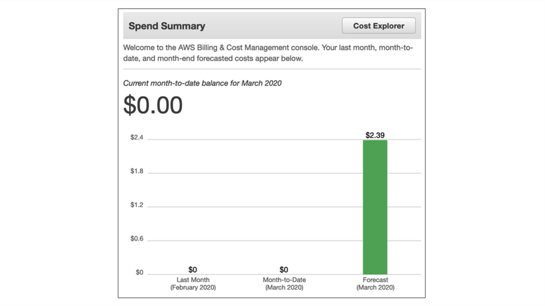 Spend Summary
Cost Explorer
Welcome to the AWS Billing & Cost Management console. Your last month, month-to-
date, and month-end forecasted costs appear below.
Current month-to-date balance for March 2020
$0.00
$2.39
$2.4
$1.8
$1.2
$0.6
$0
$0
$0
Last Month
(February 2020)
Month-to-Date
(March 2020)
Forecast
(March 2020)